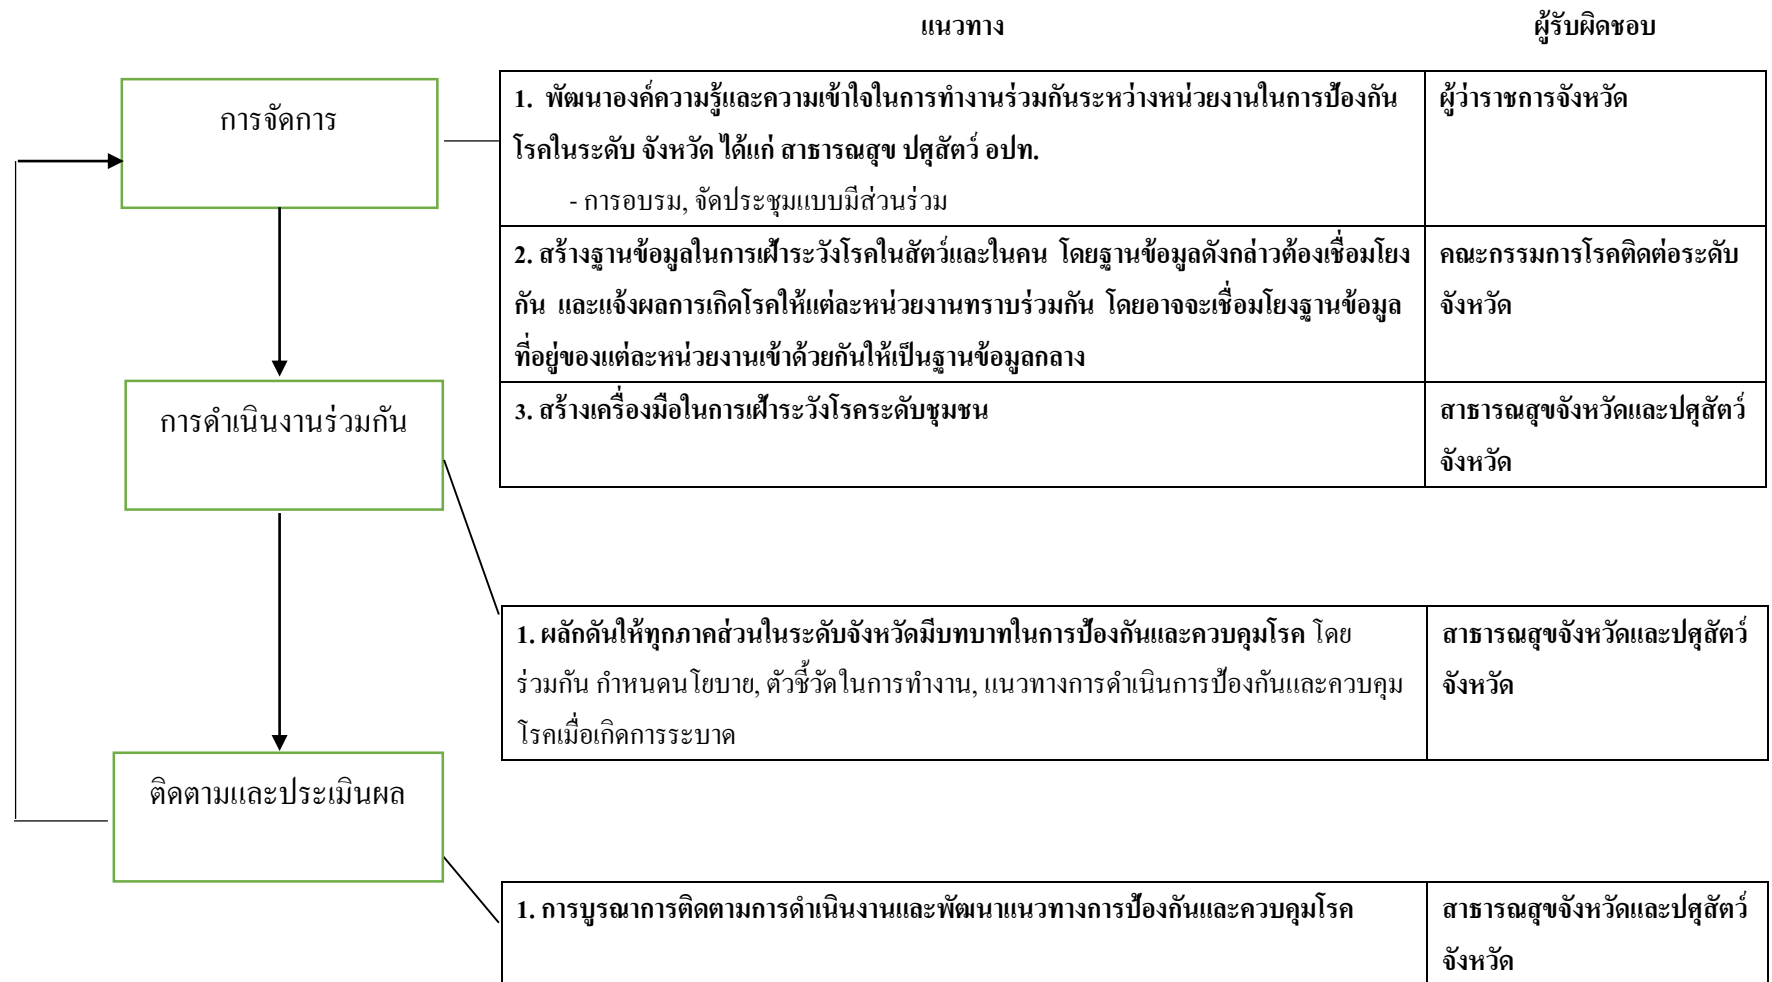 แนวทาง
ผู้รับผิดชอบ
การจัดการ
1. พัฒนาองค์ความรู้และความเข้าใจในการทำงานร่วมกันระหว่างหน่วยงานในการป้องกัน
โรคในระดับ จังหวัด ได้แก่ สาธารณสุข ปศุสัตว์ อปท.
- การอบรม, จัดประชุมแบบมีส่วนร่วม
ผู้ว่าราชการจังหวัด
2. สร้างฐานข้อมูลในการเฝ้าระวังโรคในสัตว์และในคน โดยฐานข้อมูลดังกล่าวต้องเชื่อมโยง
กัน และแจ้งผลการเกิดโรคให้แต่ละหน่วยงานทราบร่วมกัน โดยอาจจะเชื่อมโยงฐานข้อมูล
ที่อยู่ของแต่ละหน่วยงานเข้าด้วยกันให้เป็นฐานข้อมูลกลาง
คณะกรรมการโรคติดต่อระดับ
จังหวัด
3. สร้างเครื่องมือในการเฝ้าระวังโรคระดับชุมชน
สาธารณสุขจังหวัดและปศุสัตว์
จังหวัด
การดำเนินงานร่วมกัน
1. ผลักดันให้ทุกภาคส่วนในระดับจังหวัดมีบทบาทในการป้องกันและควบคุมโรค โดย
ร่วมกัน กำหนดนโยบาย, ตัวชี้วัดในการทำงาน, แนวทางการดำเนินการป้องกันและควบคุม
โรคเมื่อเกิดการระบาด
สาธารณสุขจังหวัดและปศุสัตว์
จังหวัด
ติดตามและประเมินผล
1. การบูรณาการติดตามการดำเนินงานและพัฒนาแนวทางการป้องกันและควบคุมโรค
สาธารณสุขจังหวัดและปศุสัตว์
จังหวัด